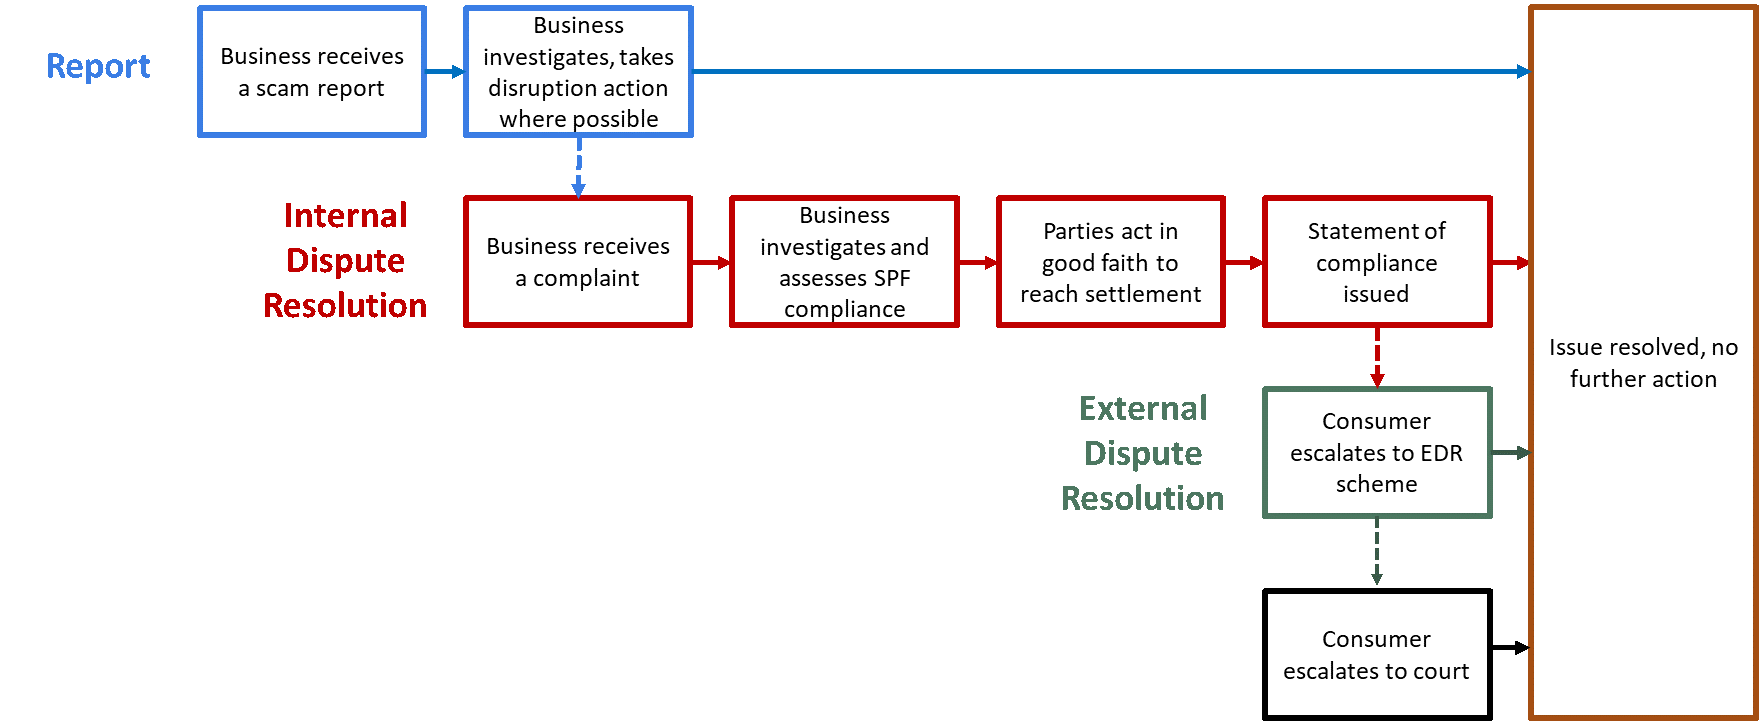 Report
Business receives
a scam report
Business
investigates, takes
disruption action
where possible
Internal
Dispute
Resolution
Business receives
a complaint
Business
investigates and
assesses SPF
compliance
Parties act in
good faith to
reach settlement
Statement of
compliance
issued
External
Dispute
Resolution
Consumer
escalates to EDR
scheme
Consumer
escalates to court
Issue resolved, no
further action